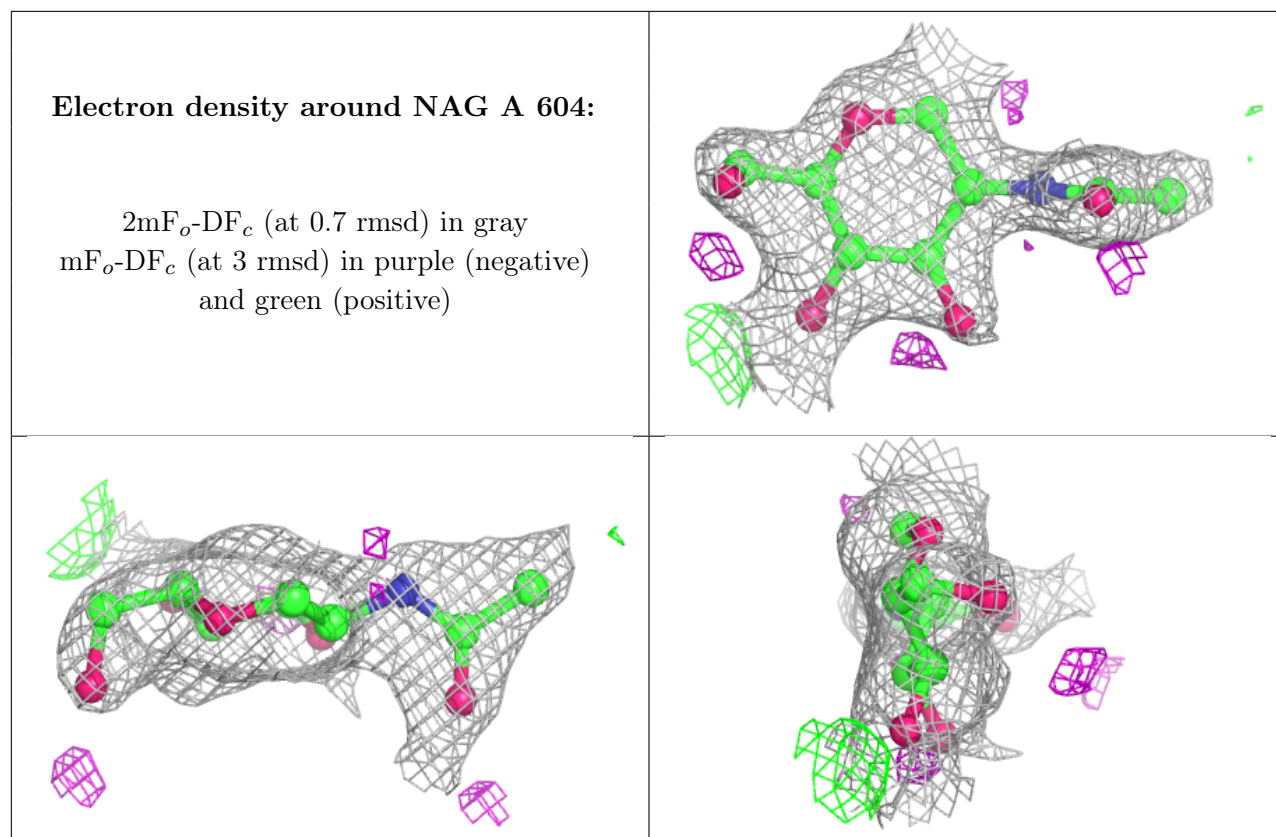 Electron density around NAG A 604:
2mFo-DFc (at 0.7 rmsd) in gray
mFo-DFc (at 3 rmsd) in purple (negative)
and green (positive)